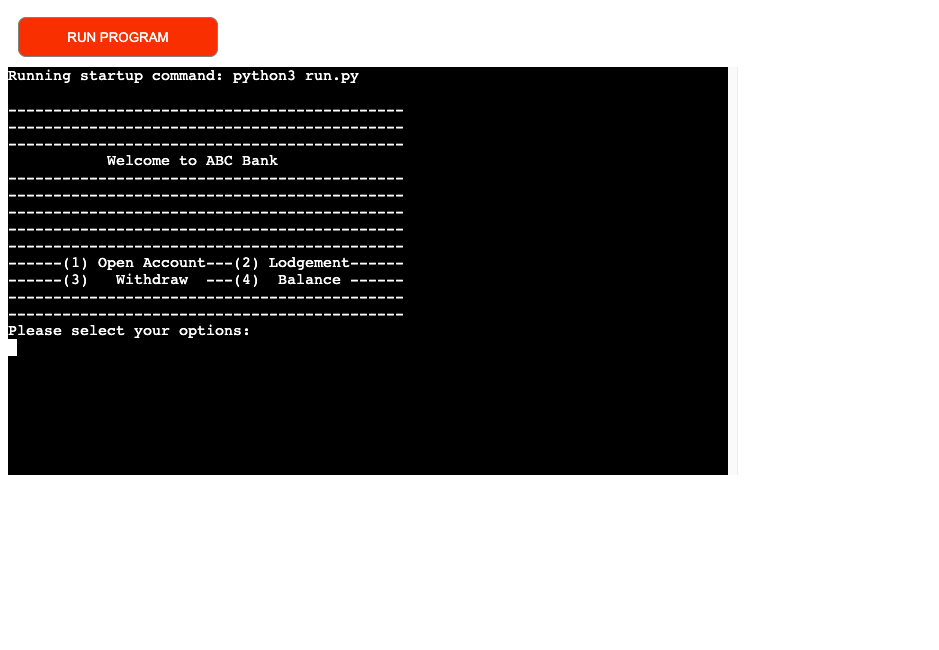 RUN PROGRAM
Running startup command: python3 run.py
--------------------------------------------
--------------------------------------------
--------------------------------------------
           Welcome to ABC Bank
--------------------------------------------
--------------------------------------------
--------------------------------------------
--------------------------------------------
--------------------------------------------
------(1) Open Account---(2) Lodgement------
------(3)   Withdraw  ---(4)  Balance ------
--------------------------------------------
--------------------------------------------
Please select your options: